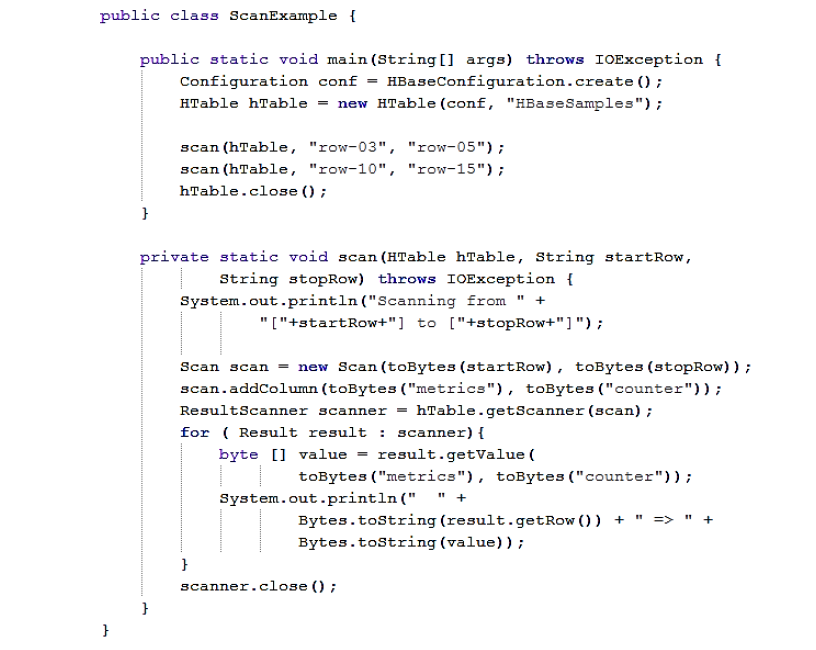 public class ScanExample {
public static void main(String[] args) throws IOException {
Configuration conf = HBaseConfiguration.create();
HTable hTable = new HTable(conf, "HBaseSamples");
scan(hTable, "row-03", "row-05");
scan(hTable, "row-10", "row-15");
hTable.close();
}
private static void scan(HTable hTable, String startRow,
String stopRow) throws IOException {
System.out.println("Scanning from " +
"["+startRow+"] to ["+stopRow+"]");
Scan scan = new Scan(toBytes(startRow), toBytes(stopRow));
scan.addColumn(toBytes("metrics"), toBytes("counter"));
ResultScanner scanner = hTable.getScanner(scan);
for ( Result result : scanner){
byte [] value = result.getValue(
toBytes("metrics"), toBytes("counter"));
System.out.println("  " +
Bytes.toString(result.getRow()) + " => " +
Bytes.toString(value));
}
scanner.close();
}
}